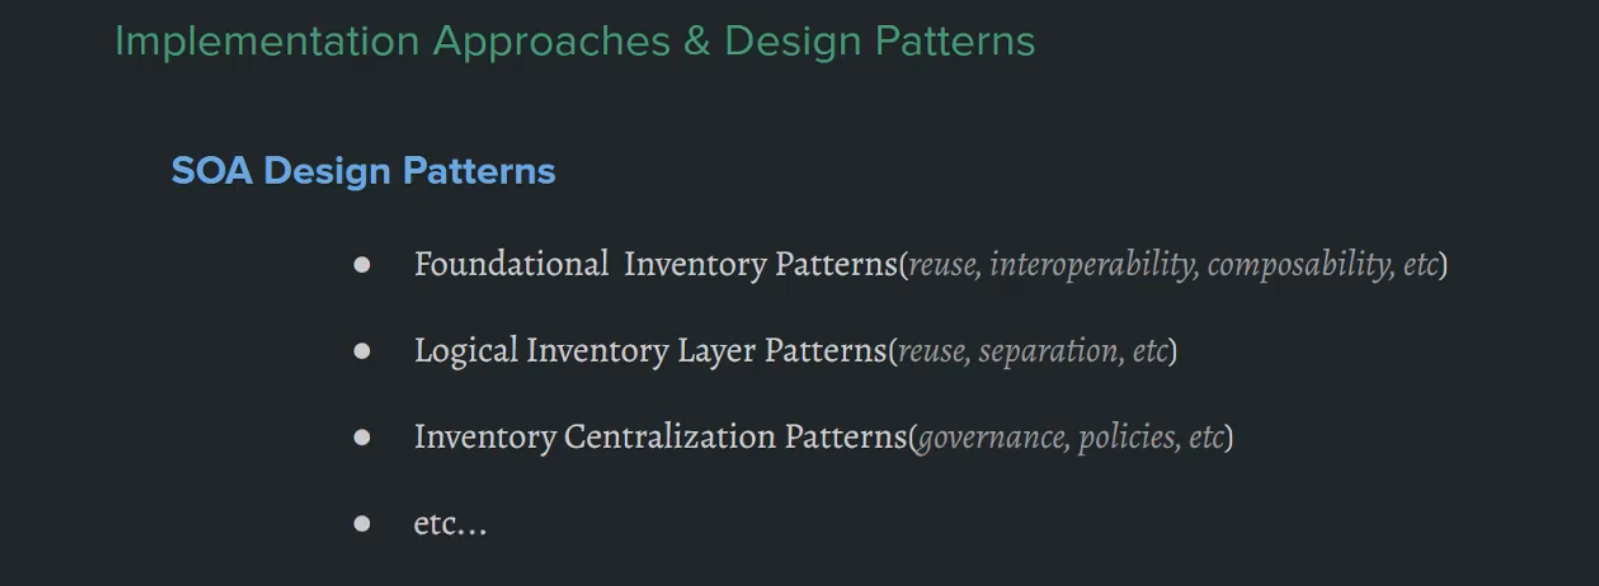 Implementation Approaches & Design Patterns
SOA Design Patterns
● Foundational  Inventory Patterns(reuse, interoperability, composability, etc)
● Logical Inventory Layer Patterns(reuse, separation, etc)
● Inventory Centralization Patterns(governance, policies, etc)
● etc...